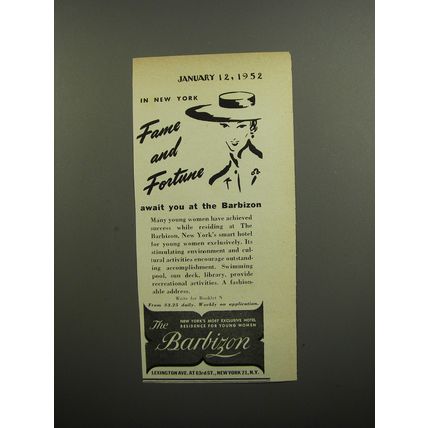 JANUARY 12, 1952
IN NEW YORK
Fame
and
Fortune
await you at the Barbizon
Many young women have achieved
success while residing at The
Barbizon, New York's smart hotel
for young women exclusively. Its
stimulating environment and cul-
tural activities encourage outstand-
ing accomplishment. Swimming
pool, sun deck, library, provide
recreational activities. A fashion-
able address.
Write for Booklet N
From $3.25 daily. Weekly on application.
The
NEW YORK'S MOST EXCLUSIVE HOTEL
RESIDENCE FOR YOUNG WOMEN
Barbizon
LEXINGTON AVE. AT 63rd ST., NEW YORK 21, N.Y.